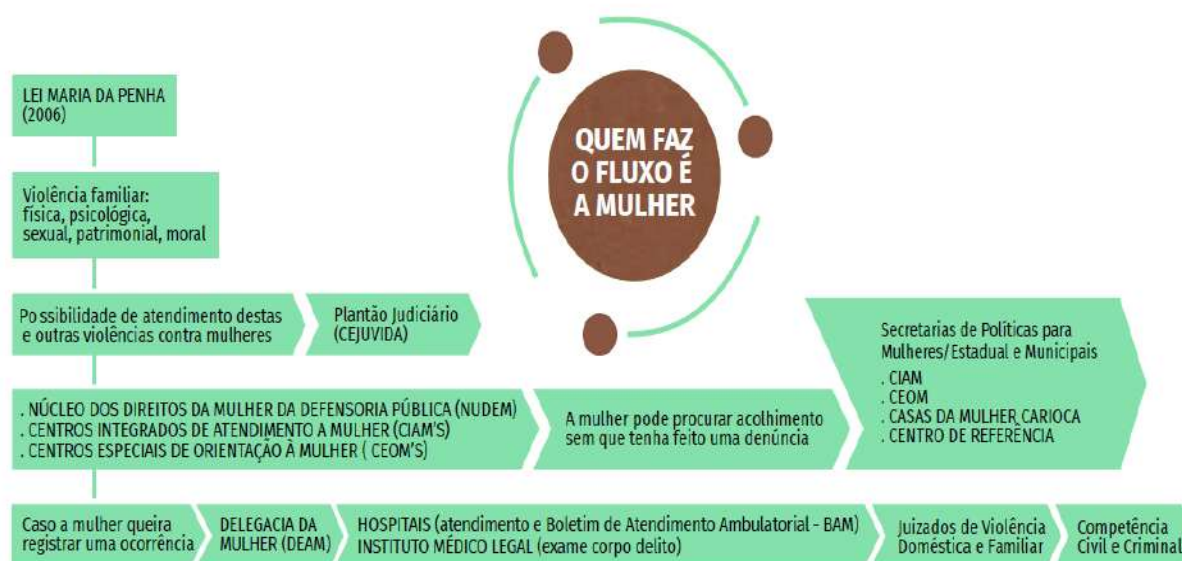 QUEM FAZ
O FLUXO É
A MULHER
LEI MARIA DA PENHA
(2006)
Violência familiar:
física, psicológica,
sexual, patrimonial, moral
Possibilidade de atendimento destas
e outras violências contra mulheres
Plantão Judiciário
(CEJUVIDA)
. NÚCLEO DOS DIREITOS DA MULHER DA DEFENSORIA PÚBLICA (NUDEM)
. CENTROS INTEGRADOS DE ATENDIMENTO A MULHER (CIAM'S)
. CENTROS ESPECIAIS DE ORIENTAÇÃO À MULHER ( CEOM'S)
A mulher pode procurar acolhimento
sem que tenha feito uma denúncia
Secretarias de Políticas para
Mulheres/Estadual e Municipais
. CIAM
. CEOM
. CASAS DA MULHER CARIOCA
. CENTRO DE REFERÊNCIA
Caso a mulher queira
registrar uma ocorrência
DELEGACIA DA
MULHER (DEAM)
HOSPITAIS (atendimento e Boletim de Atendimento Ambulatorial - BAM)
INSTITUTO MÉDICO LEGAL (exame corpo delito)
Juizados de Violência
Doméstica e Familiar
Competência
Civil e Criminal